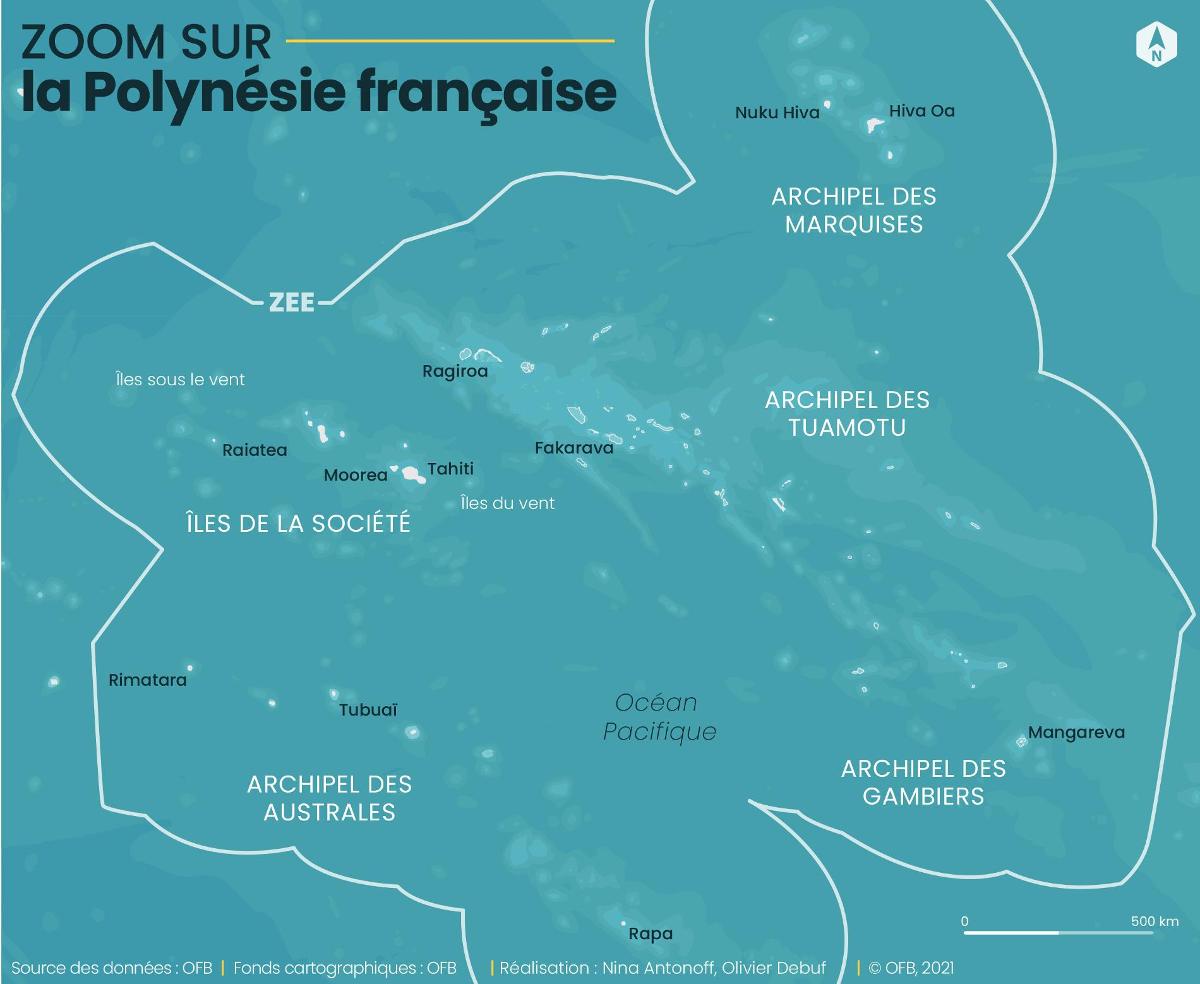 ZOOM SUR
la Polynésie française
N
Nuku Hiva
Hiva Oa
ARCHIPEL DES
MARQUISES
ZEE
Ragiroa
Îles sous le vent
ARCHIPEL DES
TUAMOTU
Raiatea
Fakarava
Moorea
Tahiti
Îles du vent
ÎLES DE LA SOCIÉTÉ
Rimatara
Tubuaï
Océan
Pacifique
Mangareva
ARCHIPEL DES
GAMBIERS
ARCHIPEL DES
AUSTRALES
Rapa
0 500 km
Source des données : OFB | Fonds cartographiques : OFB | Réalisation : Nina Antonoff, Olivier Debuf | © OFB, 2021